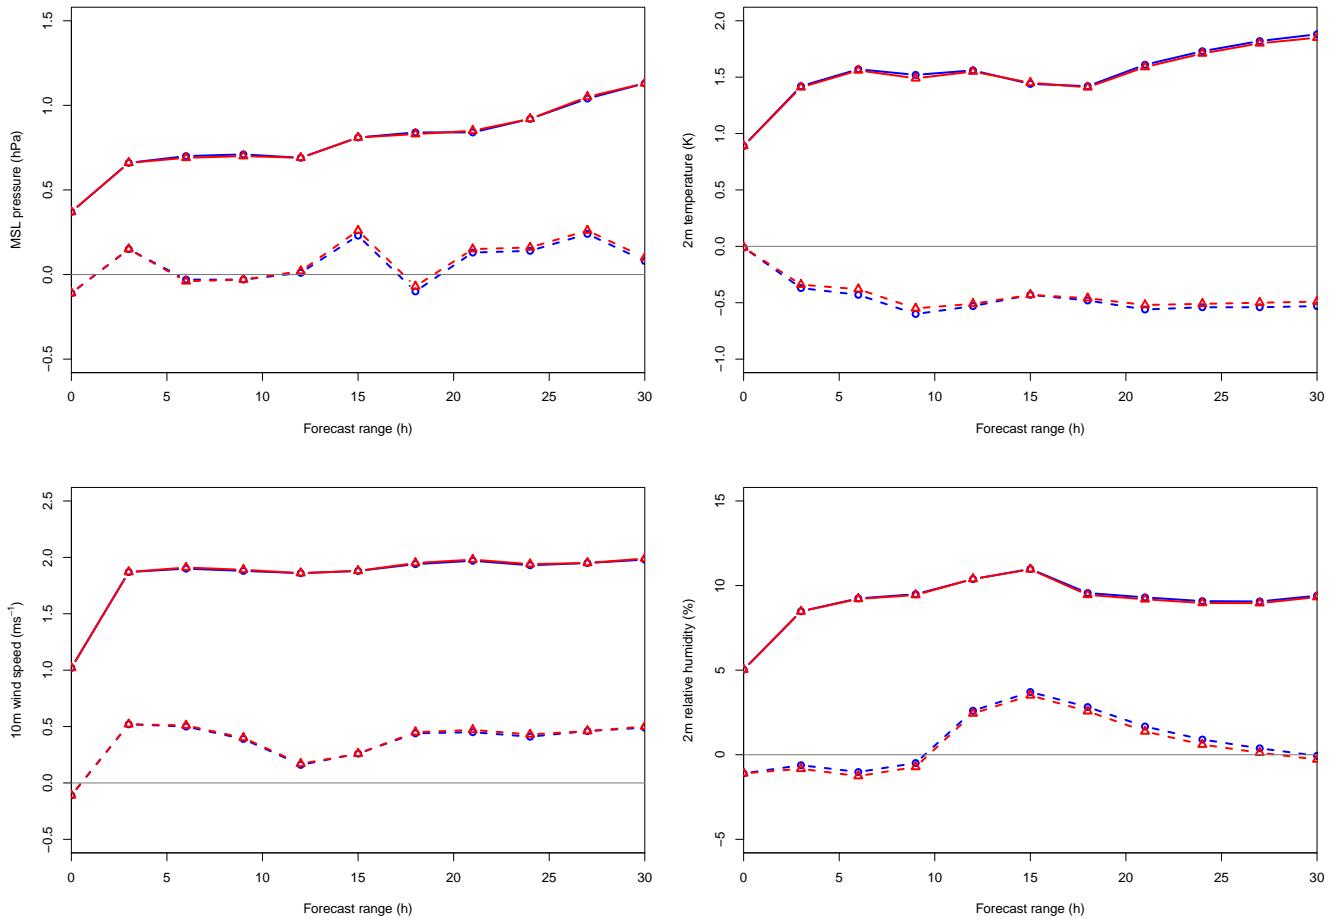 MSL pressure (hPa)
1.5
1.0
0.5
0.0
−0.5
0 5 10 15 20 25 30
Forecast range (h)
2m temperature (K)
2.0
1.5
1.0
0.5
0.0
−0.5
−1.0
0 5 10 15 20 25 30
Forecast range (h)
10m wind speed (ms⁻¹)
2.5
2.0
1.5
1.0
0.5
0.0
−0.5
0 5 10 15 20 25 30
Forecast range (h)
2m relative humidity (%)
15
10
5
0
−5
0 5 10 15 20 25 30
Forecast range (h)